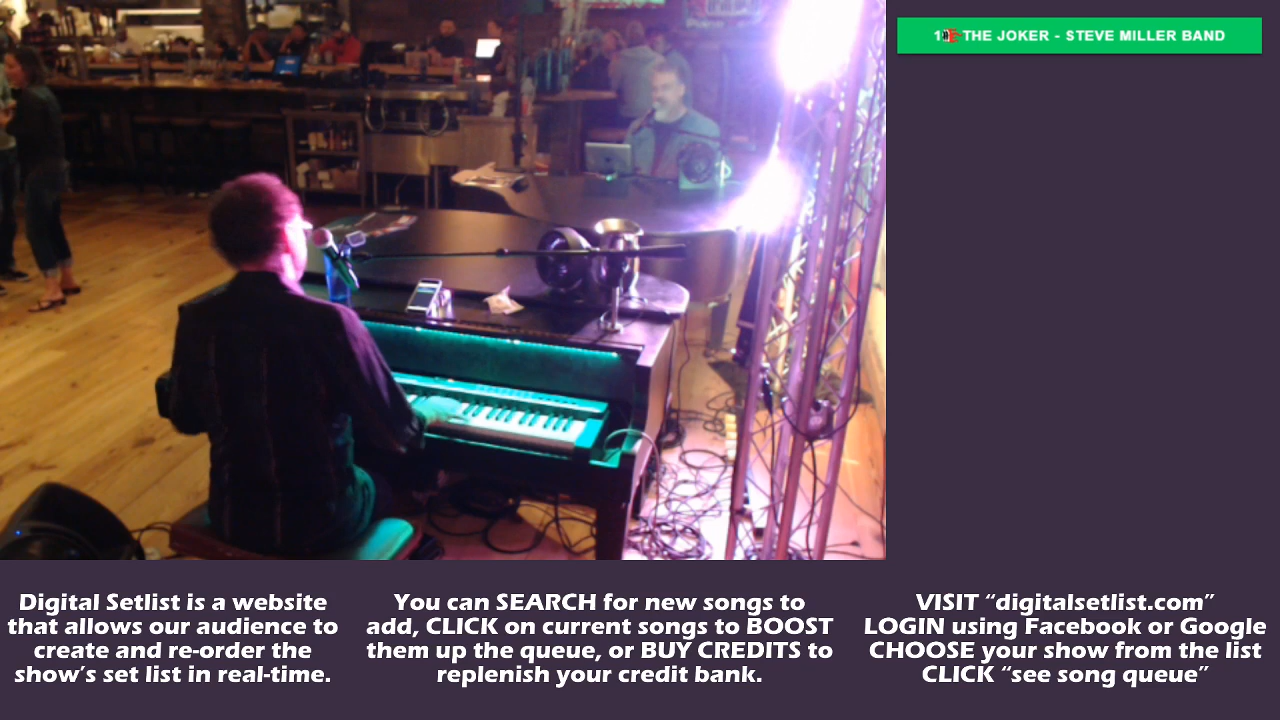 1 THE JOKER - STEVE MILLER BAND
Digital Setlist is a website
that allows our audience to
create and re-order the
show's set list in real-time.
You can SEARCH for new songs to
add, CLICK on current songs to BOOST
them up the queue, or BUY CREDITS to
replenish your credit bank.
VISIT “digitalsetlist.com”
LOGIN using Facebook or Google
CHOOSE your show from the list
CLICK “see song queue”